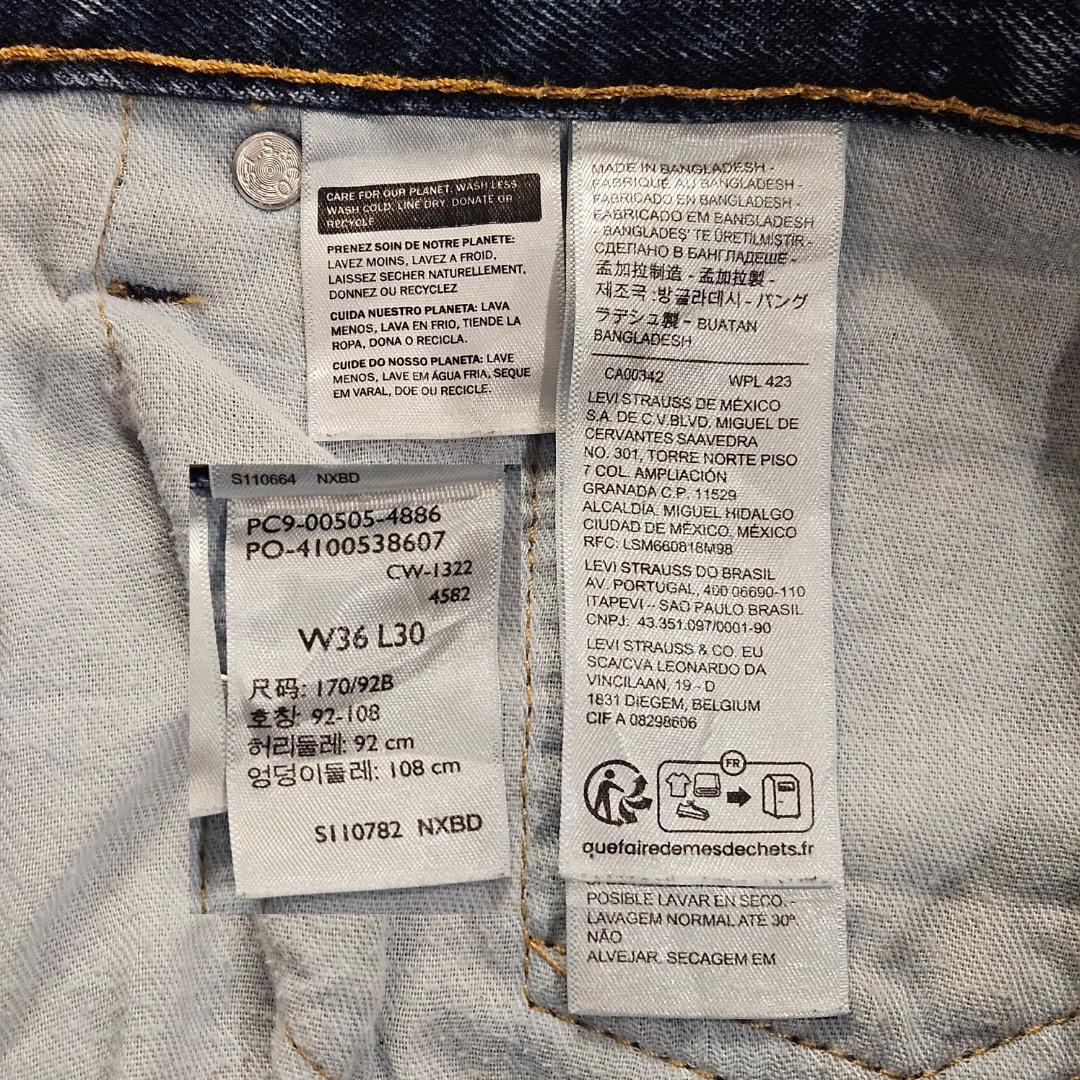 CARE FOR OUR PLANET: WASH LESS,
WASH COLD, LINE DRY, DONATE OR
RECYCLE
PRENEZ SOIN DE NOTRE PLANETE:
LAVEZ MOINS, LAVEZ A FROID,
LAISSEZ SECHER NATURELLEMENT,
DONNEZ OU RECYCLEZ
CUIDA NUESTRO PLANETA: LAVA
MENOS, LAVA EN FRIO, TIENDE LA
ROPA, DONA O RECICLA.
CUIDE DO NOSSO PLANETA: LAVE
MENOS, LAVE EM ÁGUA FRIA, SEQUE
EM VARAL, DOE OU RECICLE.
S110664 NXBD
PC9-00505-4886
PO-4100538607
CW-1322
4582
W36 L30
尺码: 170/92B
호칭: 92-108
허리둘레: 92 cm
엉덩이둘레: 108 cm
S110782 NXBD
MADE IN BANGLADESH -
FABRIQUÉ AU BANGLADESH
FABRICADO EN BANGLADESH -
FABRICADO EM BANGLADESH
- BANGLADEŞ' TE ÜRETİLMİŞTİR -
СДЕЛАНО В БАНГЛАДЕШЕ -
孟加拉制造 - 孟加拉製 -
제조국 :방글라데시 - バング
ラデシュ製 - BUATAN
BANGLADESH
CA00342 WPL 423
LEVI STRAUSS DE MÉXICO
S.A. DE C.V.BLVD. MIGUEL DE
CERVANTES SAAVEDRA
NO. 301, TORRE NORTE PISO
7 COL. AMPLIACIÓN
GRANADA C.P. 11529
ALCALDÍA. MIGUEL HIDALGO
CIUDAD DE MÉXICO, MÉXICO
RFC: LSM660818M98
LEVI STRAUSS DO BRASIL
AV. PORTUGAL, 400 06690-110
ITAPEVI – SAO PAULO BRASIL
CNPJ: 43.351.097/0001-90
LEVI STRAUSS & CO. EU
SCA/CVA LEONARDO DA
VINCILAAN, 19 - D
1831 DIEGEM, BELGIUM
CIF A 08298606
FR
quefairedemesdechets.fr
POSIBLE LAVAR EN SECO. -
LAVAGEM NORMAL ATÉ 30º.
NÃO
ALVEJAR. SECAGEM EM